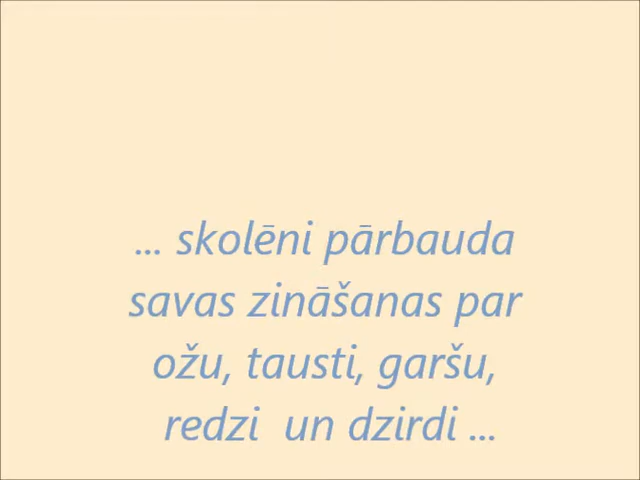 ... skolēni pārbauda
savas zināšanas par
ožu, tausti, garšu,
redzi  un dzirdi ...